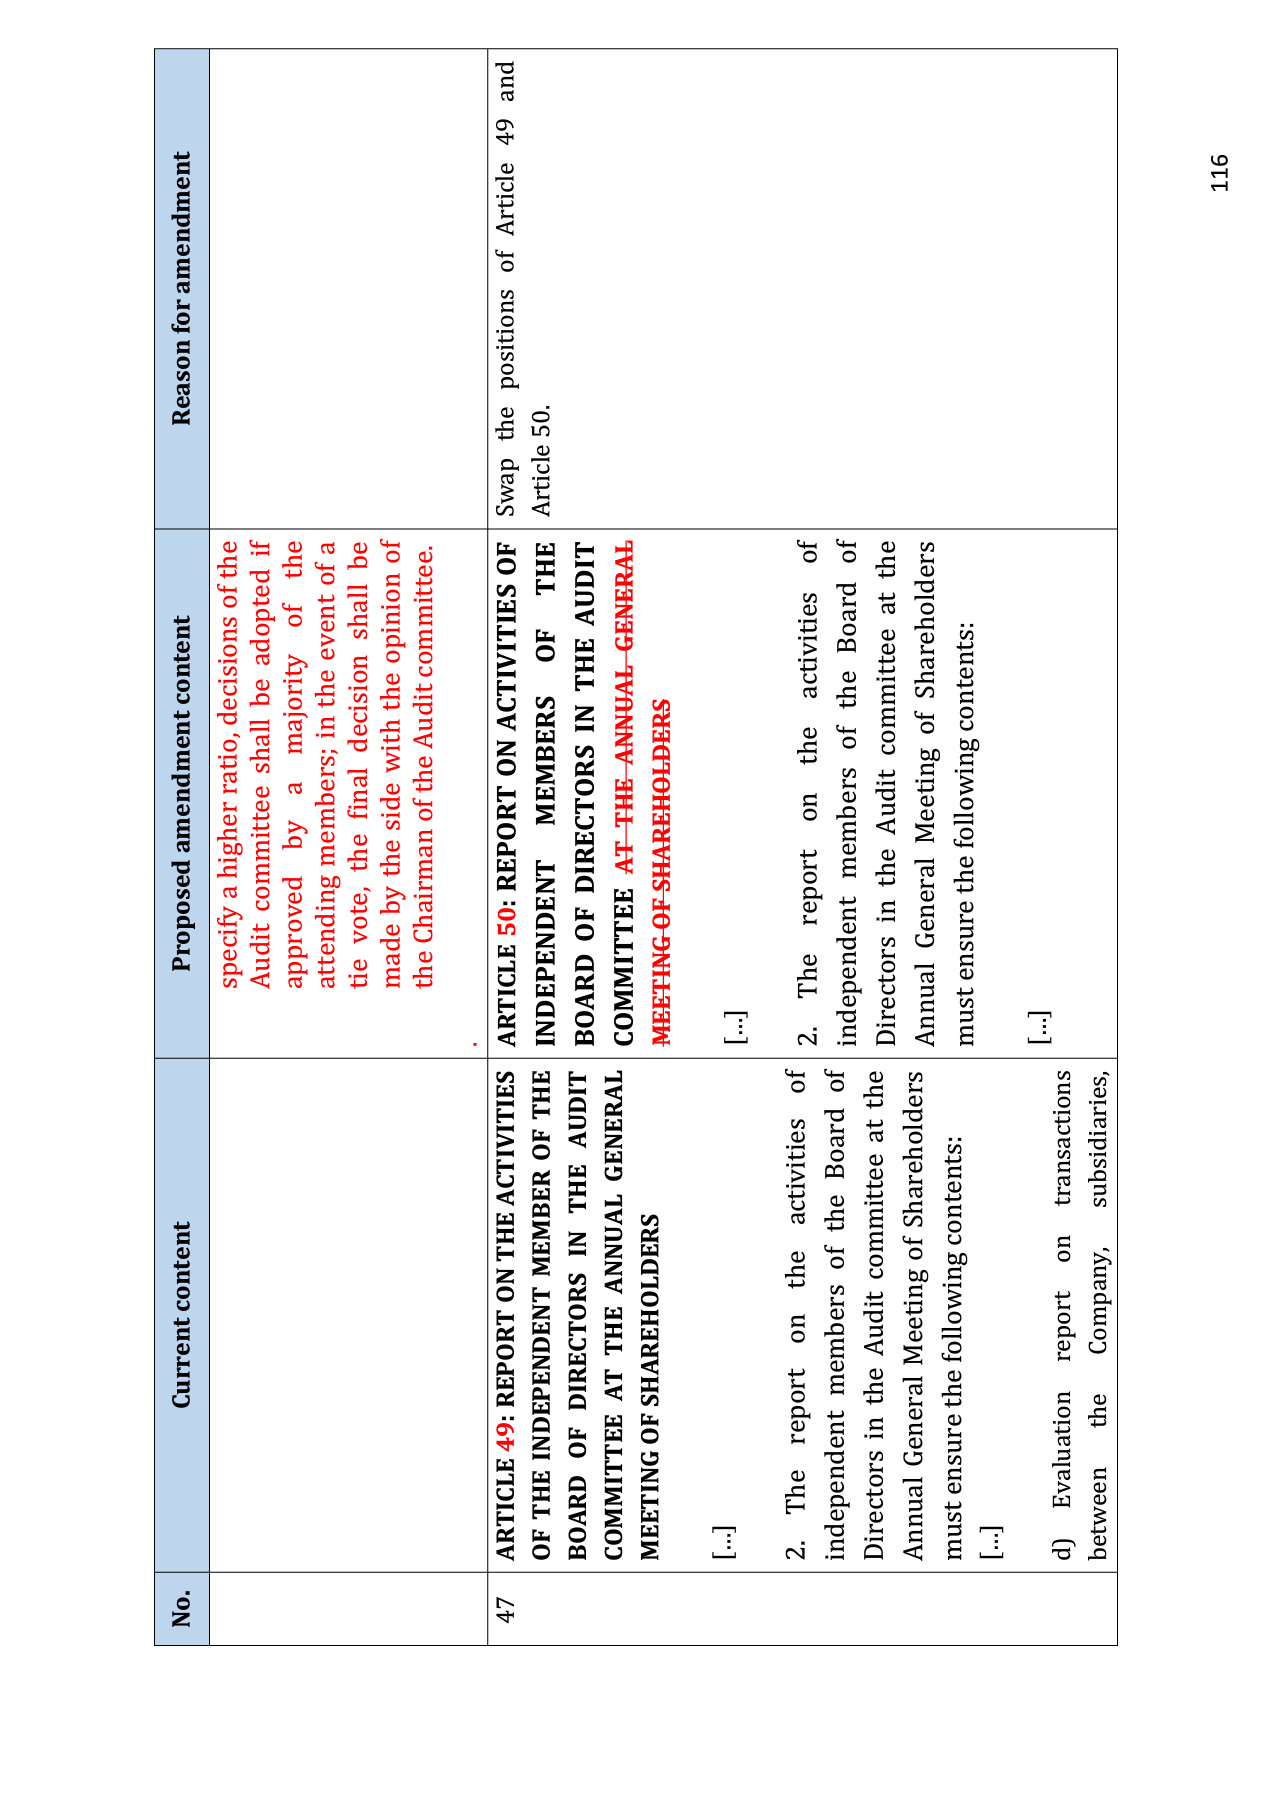 No.
Current content
Proposed amendment content
Reason for amendment
specify a higher ratio, decisions of the
Audit committee shall be adopted if
approved by a majority of the
attending members; in the event of a
tie vote, the final decision shall be
made by the side with the opinion of
the Chairman of the Audit committee.
.
47
ARTICLE 49: REPORT ON THE ACTIVITIES
OF THE INDEPENDENT MEMBER OF THE
BOARD OF DIRECTORS IN THE AUDIT
COMMITTEE AT THE ANNUAL GENERAL
MEETING OF SHAREHOLDERS
[...]
2. The report on the activities of
independent members of the Board of
Directors in the Audit committee at the
Annual General Meeting of Shareholders
must ensure the following contents:
[...]
d) Evaluation report on transactions
between the Company, subsidiaries,
ARTICLE 50: REPORT ON ACTIVITIES OF
INDEPENDENT MEMBERS OF THE
BOARD OF DIRECTORS IN THE AUDIT
COMMITTEE AT THE ANNUAL GENERAL
MEETING OF SHAREHOLDERS
[...]
2. The report on the activities of
independent members of the Board of
Directors in the Audit committee at the
Annual General Meeting of Shareholders
must ensure the following contents:
[...]
Swap the positions of Article 49 and
Article 50.
116